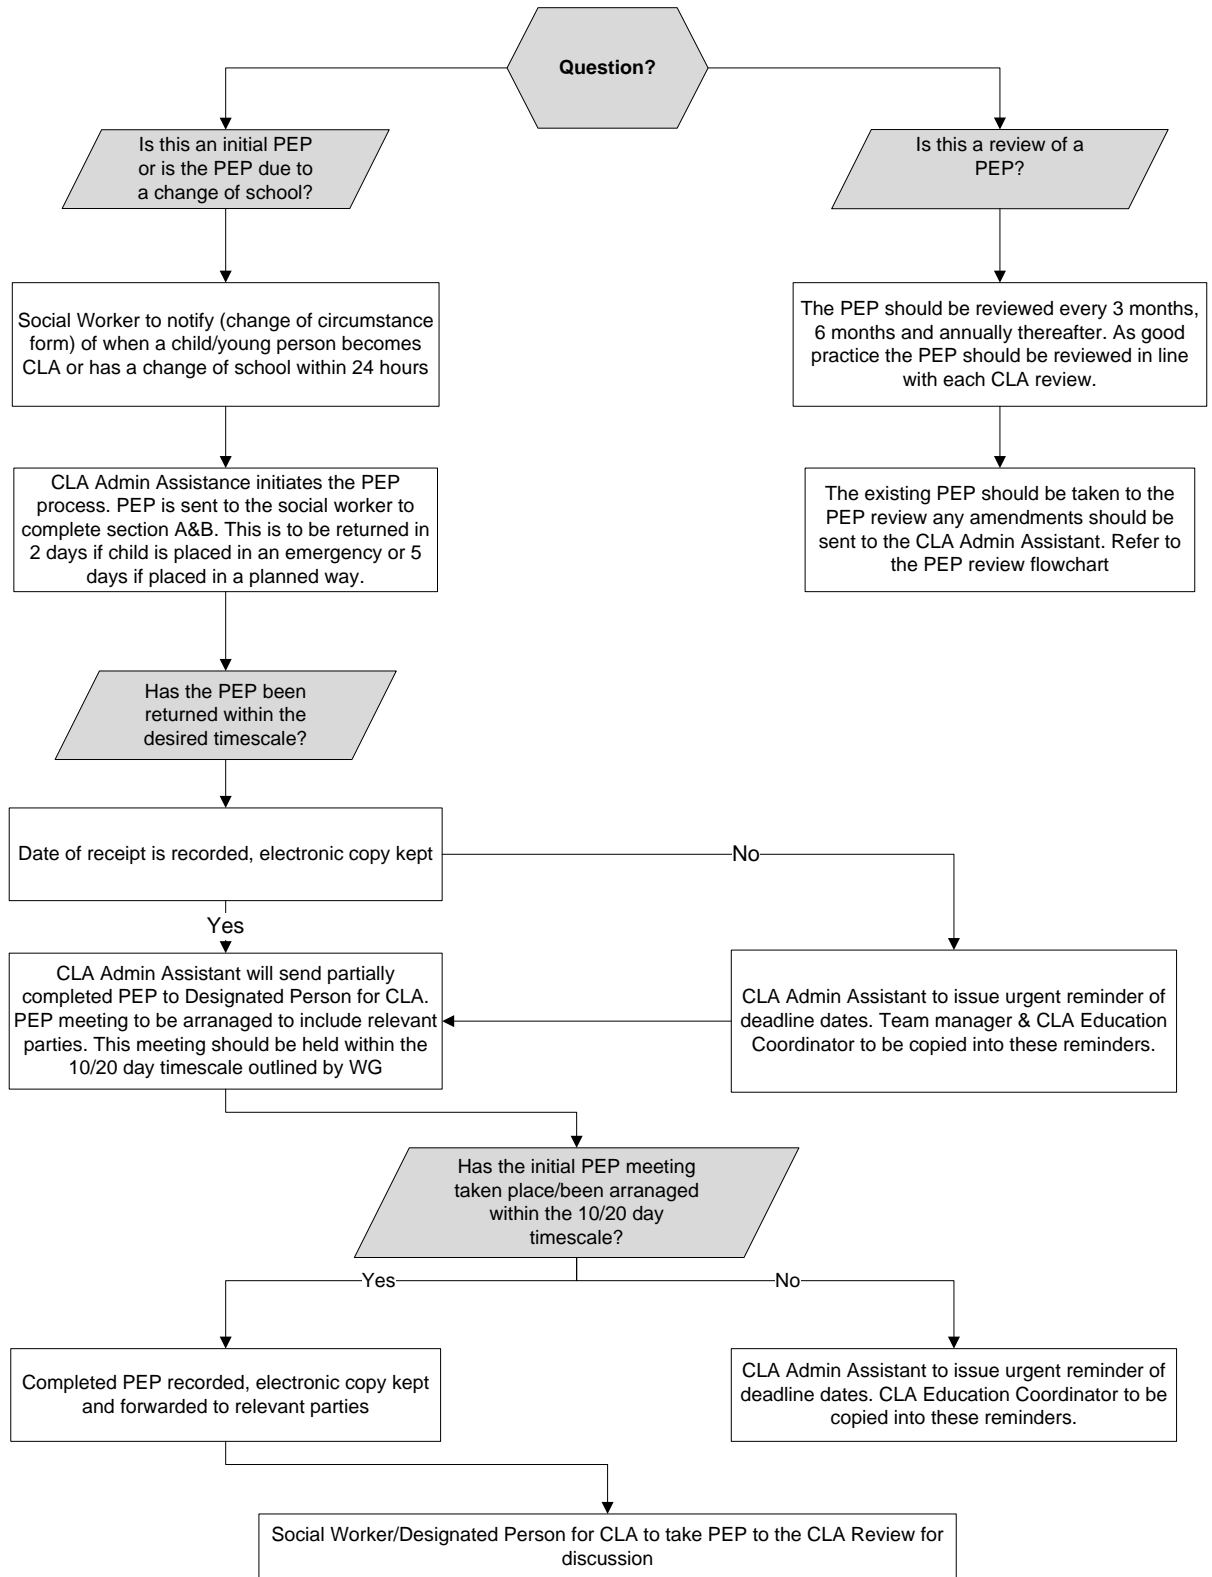 Question?
Is this an initial PEP
or is the PEP due to
a change of school?
Is this a review of a
PEP?
Social Worker to notify (change of circumstance
form) of when a child/young person becomes
CLA or has a change of school within 24 hours
The PEP should be reviewed every 3 months,
6 months and annually thereafter. As good
practice the PEP should be reviewed in line
with each CLA review.
CLA Admin Assistance initiates the PEP
process. PEP is sent to the social worker to
complete section A&B. This is to be returned in
2 days if child is placed in an emergency or 5
days if placed in a planned way.
The existing PEP should be taken to the
PEP review any amendments should be
sent to the CLA Admin Assistant. Refer to
the PEP review flowchart
Has the PEP been
returned within the
desired timescale?
Date of receipt is recorded, electronic copy kept
No
Yes
CLA Admin Assistant will send partially
completed PEP to Designated Person for CLA.
PEP meeting to be arranaged to include relevant
parties. This meeting should be held within the
10/20 day timescale outlined by WG
CLA Admin Assistant to issue urgent reminder of
deadline dates. Team manager & CLA Education
Coordinator to be copied into these reminders.
Has the initial PEP meeting
taken place/been arranaged
within the 10/20 day
timescale?
Yes
No
Completed PEP recorded, electronic copy kept
and forwarded to relevant parties
CLA Admin Assistant to issue urgent reminder of
deadline dates. CLA Education Coordinator to be
copied into these reminders.
Social Worker/Designated Person for CLA to take PEP to the CLA Review for
discussion